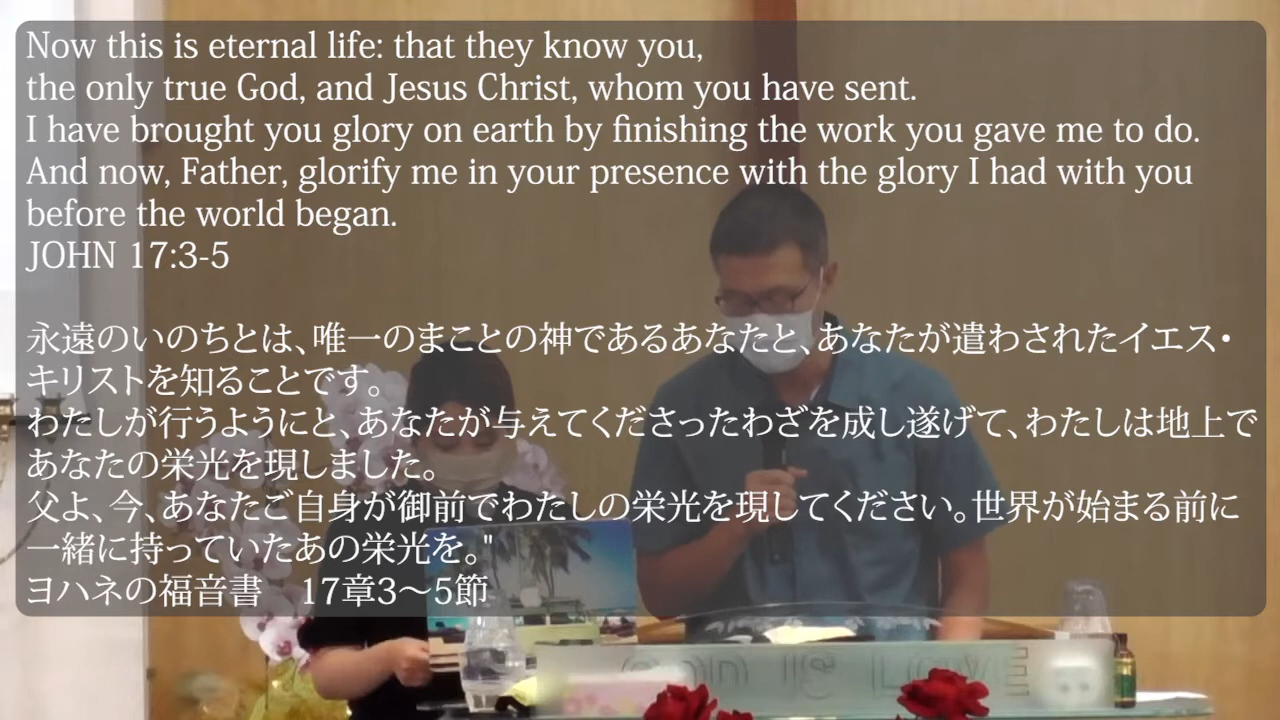 Now this is eternal life: that they know you,
the only true God, and Jesus Christ, whom you have sent.
I have brought you glory on earth by finishing the work you gave me to do.
And now, Father, glorify me in your presence with the glory I had with you
before the world began.
JOHN 17:3-5
永遠のいのちとは、唯一のまことの神であるあなたと、あなたが遣わされたイエス・
キリストを知ることです。
わたしが行うようにと、あなたが与えてくださったわざを成し遂げて、わたしは地上で
あなたの栄光を現しました。
父よ、今、あなたご自身が御前でわたしの栄光を現してください。世界が始まる前に
一緒に持っていたあの栄光を。"
ヨハネの福音書　17章3～5節
GOD IS LOVE